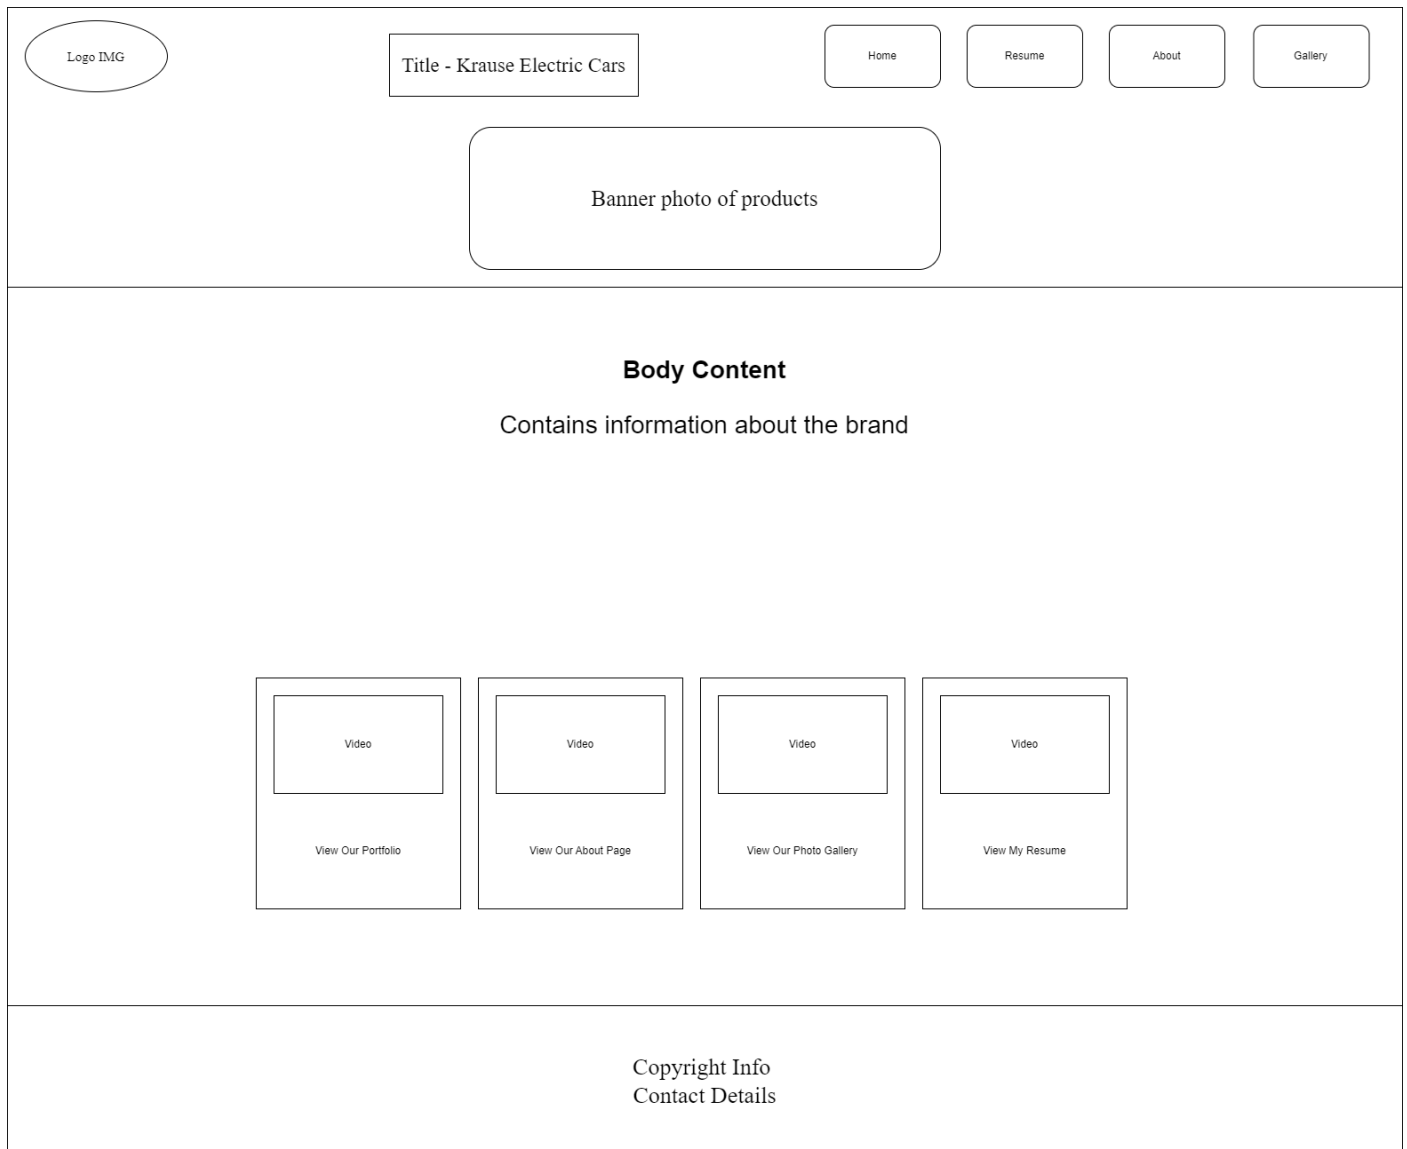 Logo IMG
Title - Krause Electric Cars
Home
Resume
About
Gallery
Banner photo of products
Body Content
Contains information about the brand
Video
Video
Video
Video
View Our Portfolio
View Our About Page
View Our Photo Gallery
View My Resume
Copyright Info
Contact Details